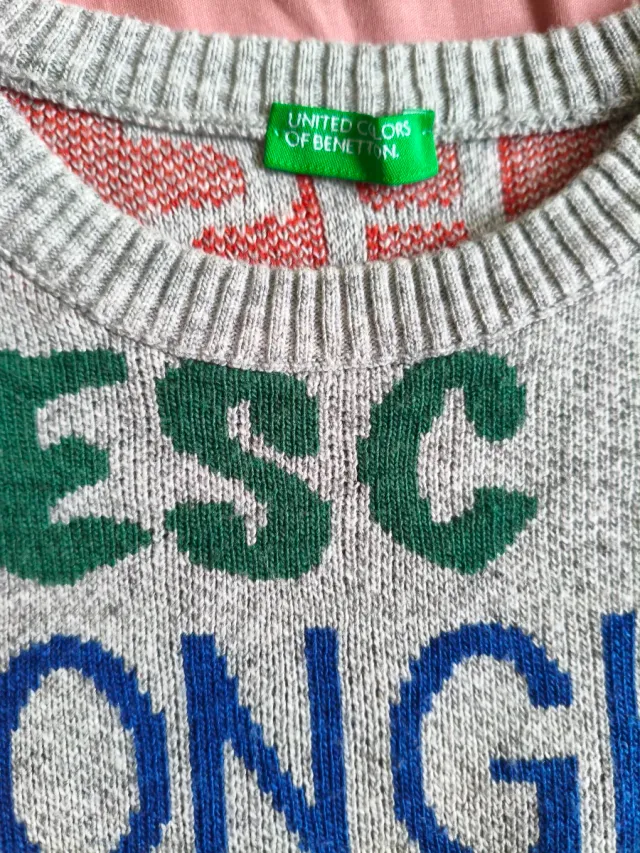 UNITED COLORS
OF BENETTON.
ESC
ONG